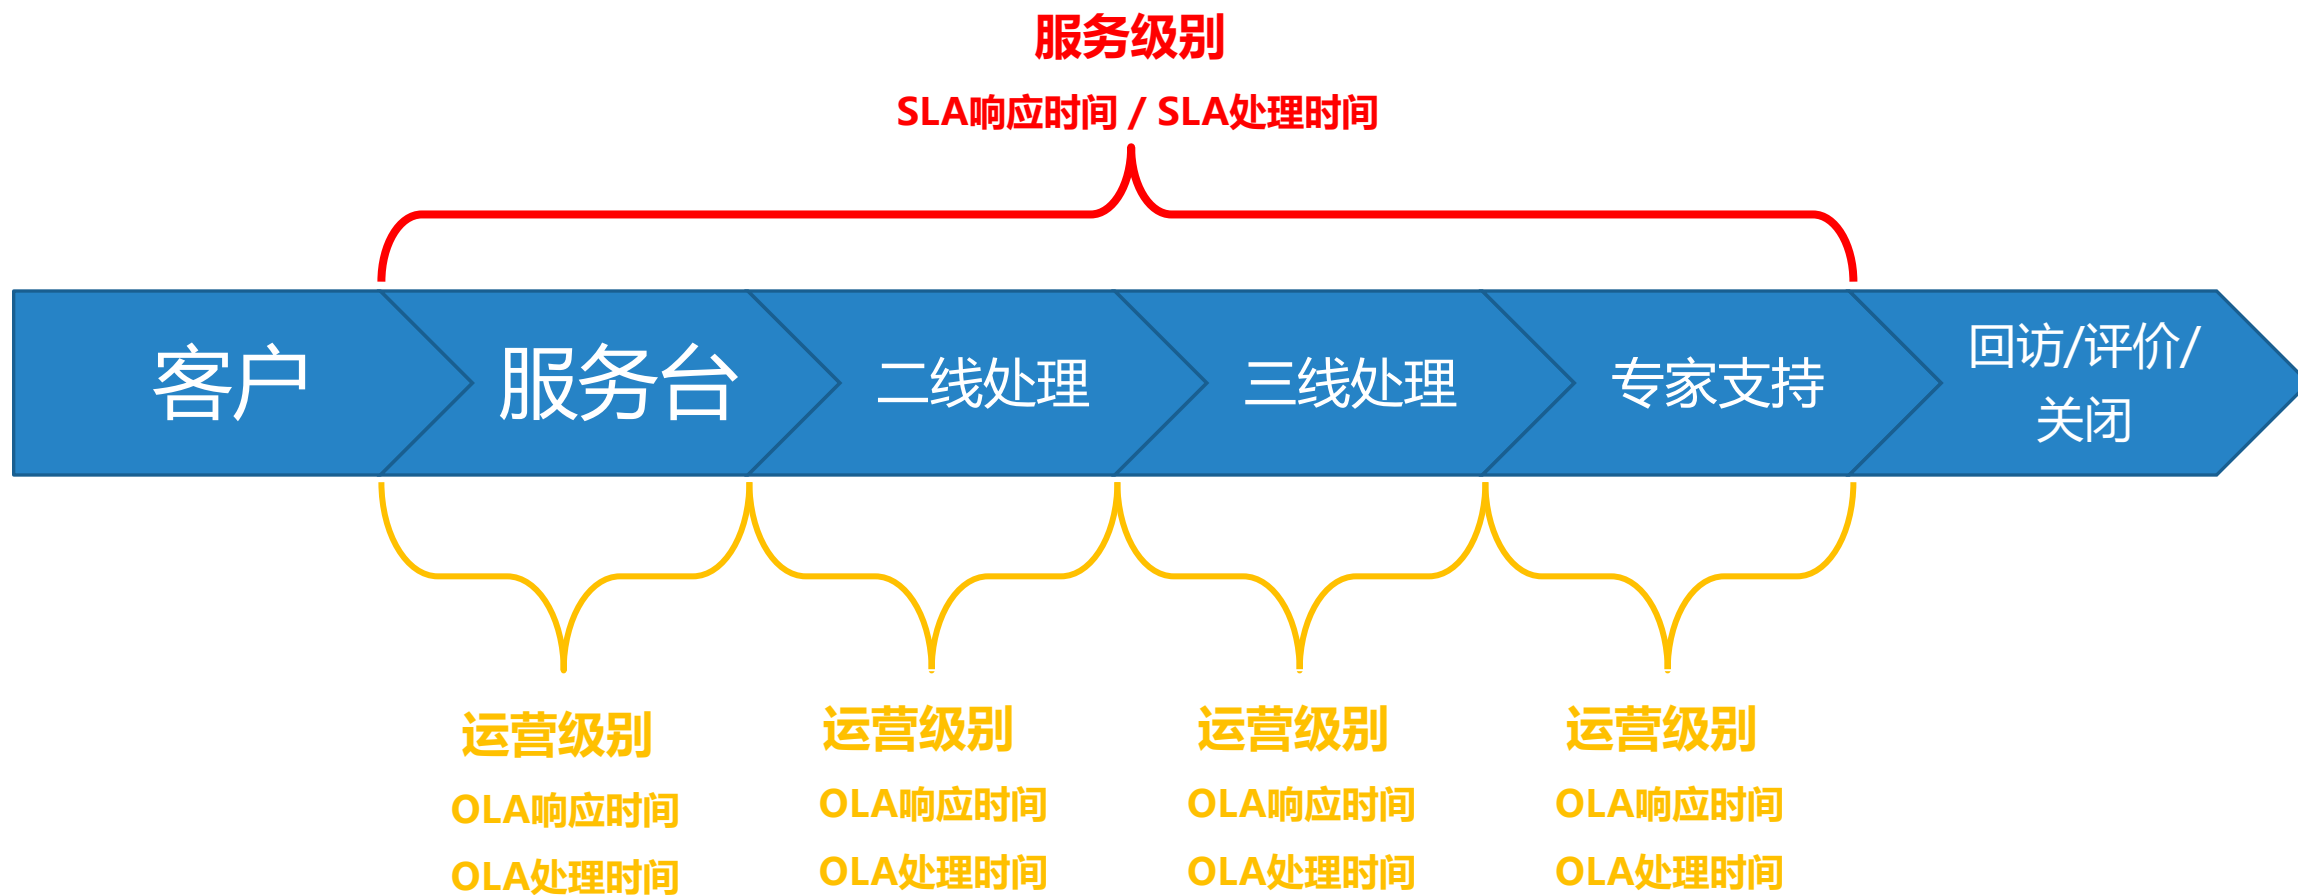 服务级别
SLA响应时间 / SLA处理时间
客户
服务台
二线处理
三线处理
专家支持
回访/评价/
关闭
运营级别
OLA响应时间
OLA处理时间
运营级别
OLA响应时间
OLA处理时间
运营级别
OLA响应时间
OLA处理时间
运营级别
OLA响应时间
OLA处理时间